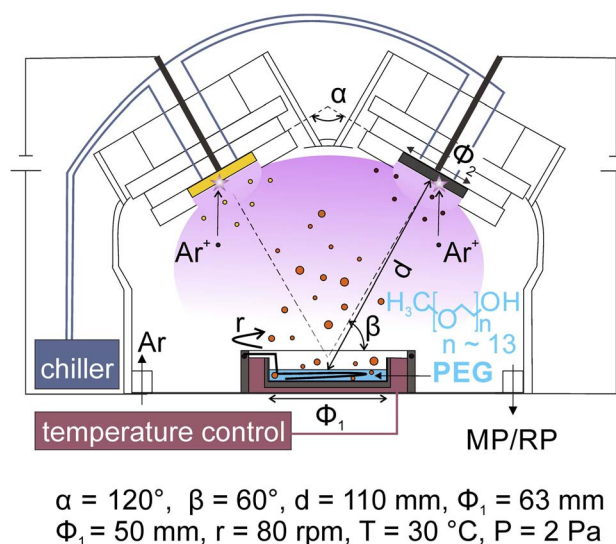 α
Φ2
Ar+
Ar+
d
H3C[O]nOH
n ~ 13
PEG
r
β
Ar
chiller
temperature control
Φ1
MP/RP
α = 120°, β = 60°, d = 110 mm, Φ1 = 63 mm
Φ1 = 50 mm, r = 80 rpm, T = 30 °C, P = 2 Pa